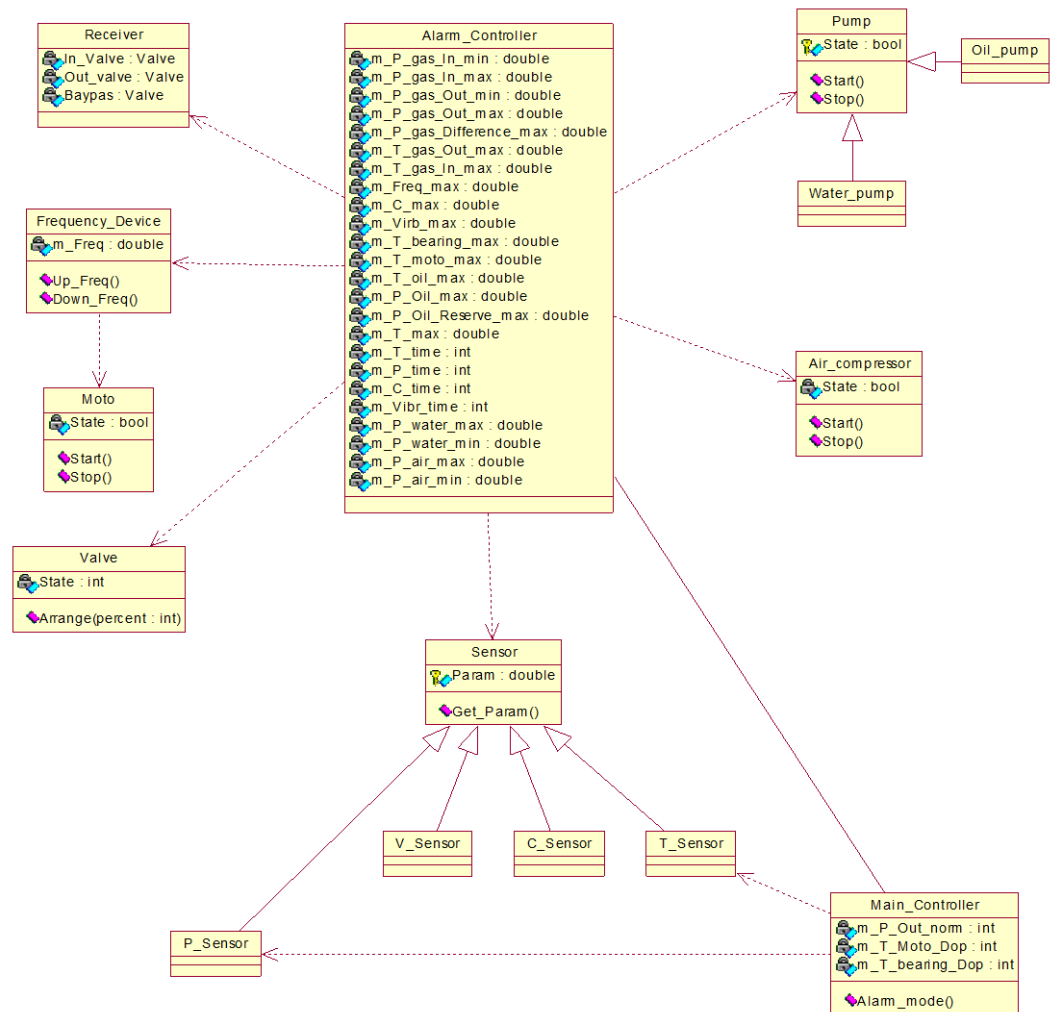 Receiver
In_Valve : Valve
Out_valve : Valve
Baypas : Valve
Alarm_Controller
m_P_gas_In_min : double
m_P_gas_In_max : double
m_P_gas_Out_min : double
m_P_gas_Out_max : double
m_P_gas_Difference_max : double
m_T_gas_Out_max : double
m_T_gas_In_max : double
m_Freq_max : double
m_C_max : double
m_Virb_max : double
m_T_bearing_max : double
m_T_moto_max : double
m_T_oil_max : double
m_P_Oil_max : double
m_P_Oil_Reserve_max : double
m_T_max : double
m_T_time : int
m_P_time : int
m_C_time : int
m_Vibr_time : int
m_P_water_max : double
m_P_water_min : double
m_P_air_max : double
m_P_air_min : double
Pump
State : bool
Start()
Stop()
Oil_pump
Water_pump
Frequency_Device
m_Freq : double
Up_Freq()
Down_Freq()
Moto
State : bool
Start()
Stop()
Air_compressor
State : bool
Start()
Stop()
Valve
State : int
Arrange(percent : int)
Sensor
Param : double
Get_Param()
V_Sensor
C_Sensor
T_Sensor
P_Sensor
Main_Controller
m_P_Out_norm : int
m_T_Moto_Dop : int
m_T_bearing_Dop : int
Alarm_mode()